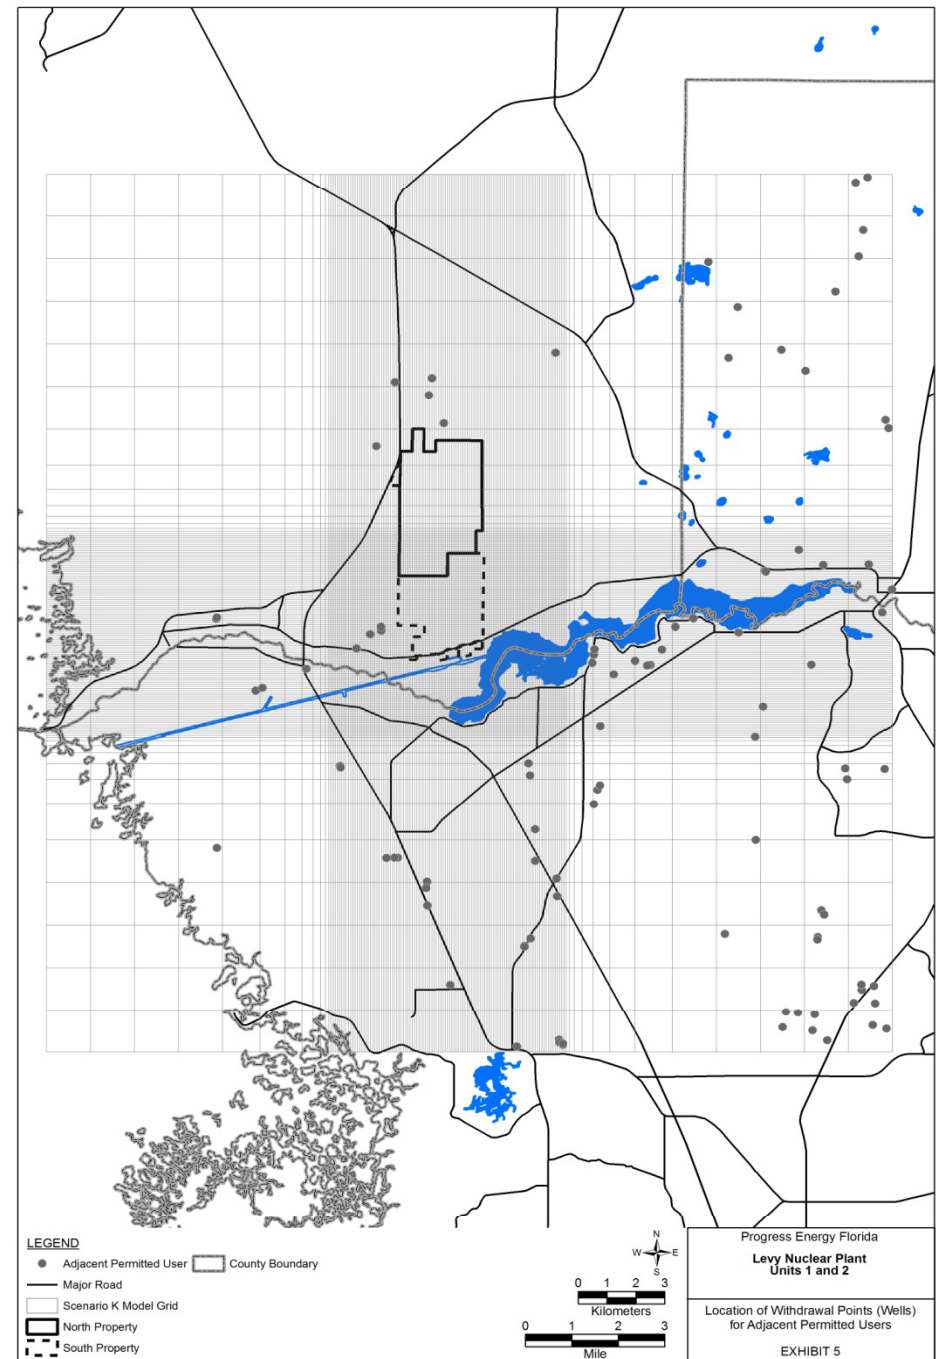 LEGEND
Adjacent Permitted User
County Boundary
Major Road
Scenario K Model Grid
North Property
South Property
N
W E
S
0 1 2 3
Kilometers
0 1 2 3
Mile
Progress Energy Florida
Levy Nuclear Plant
Units 1 and 2
Location of Withdrawal Points (Wells)
for Adjacent Permitted Users
EXHIBIT 5